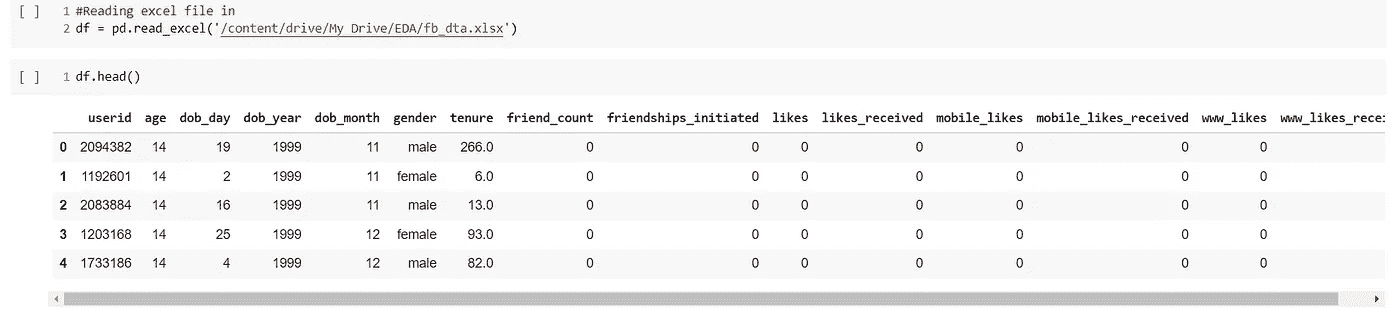 [ ] 1 #Reading excel file in
2 df = pd.read_excel('/content/drive/My Drive/EDA/fb_dta.xlsx')
[ ] 1 df.head()
userid age dob_day dob_year dob_month gender tenure friend_count friendships_initiated likes likes_received mobile_likes mobile_likes_received www_likes www_likes_recei
0 2094382 14 19 1999 11 male 266.0 0 0 0 0 0 0 0
1 1192601 14 2 1999 11 female 6.0 0 0 0 0 0 0 0
2 2083884 14 16 1999 11 male 13.0 0 0 0 0 0 0 0
3 1203168 14 25 1999 12 female 93.0 0 0 0 0 0 0 0
4 1733186 14 4 1999 12 male 82.0 0 0 0 0 0 0 0